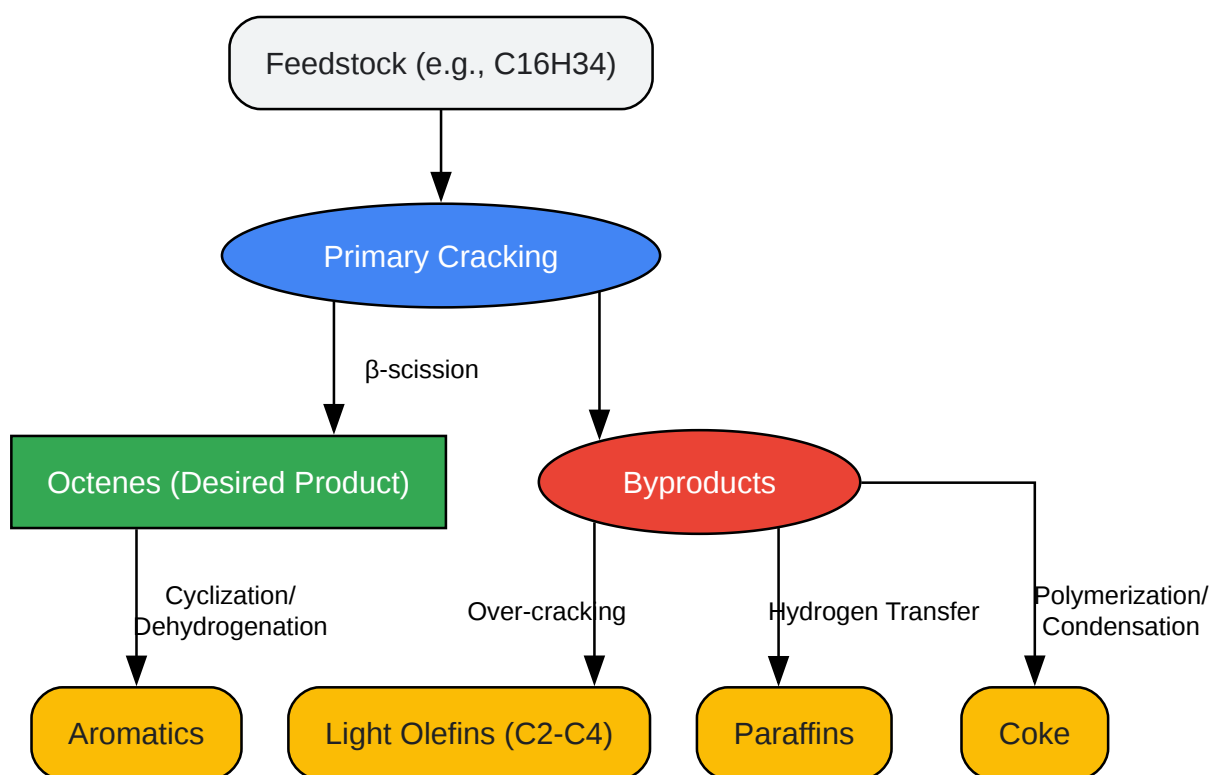 Feedstock (e.g., C16H34)
Primary Cracking
β-scission
Octenes (Desired Product)
Byproducts
Cyclization/
Dehydrogenation
Over-cracking
Hydrogen Transfer
Polymerization/
Condensation
Aromatics
Light Olefins (C2-C4)
Paraffins
Coke